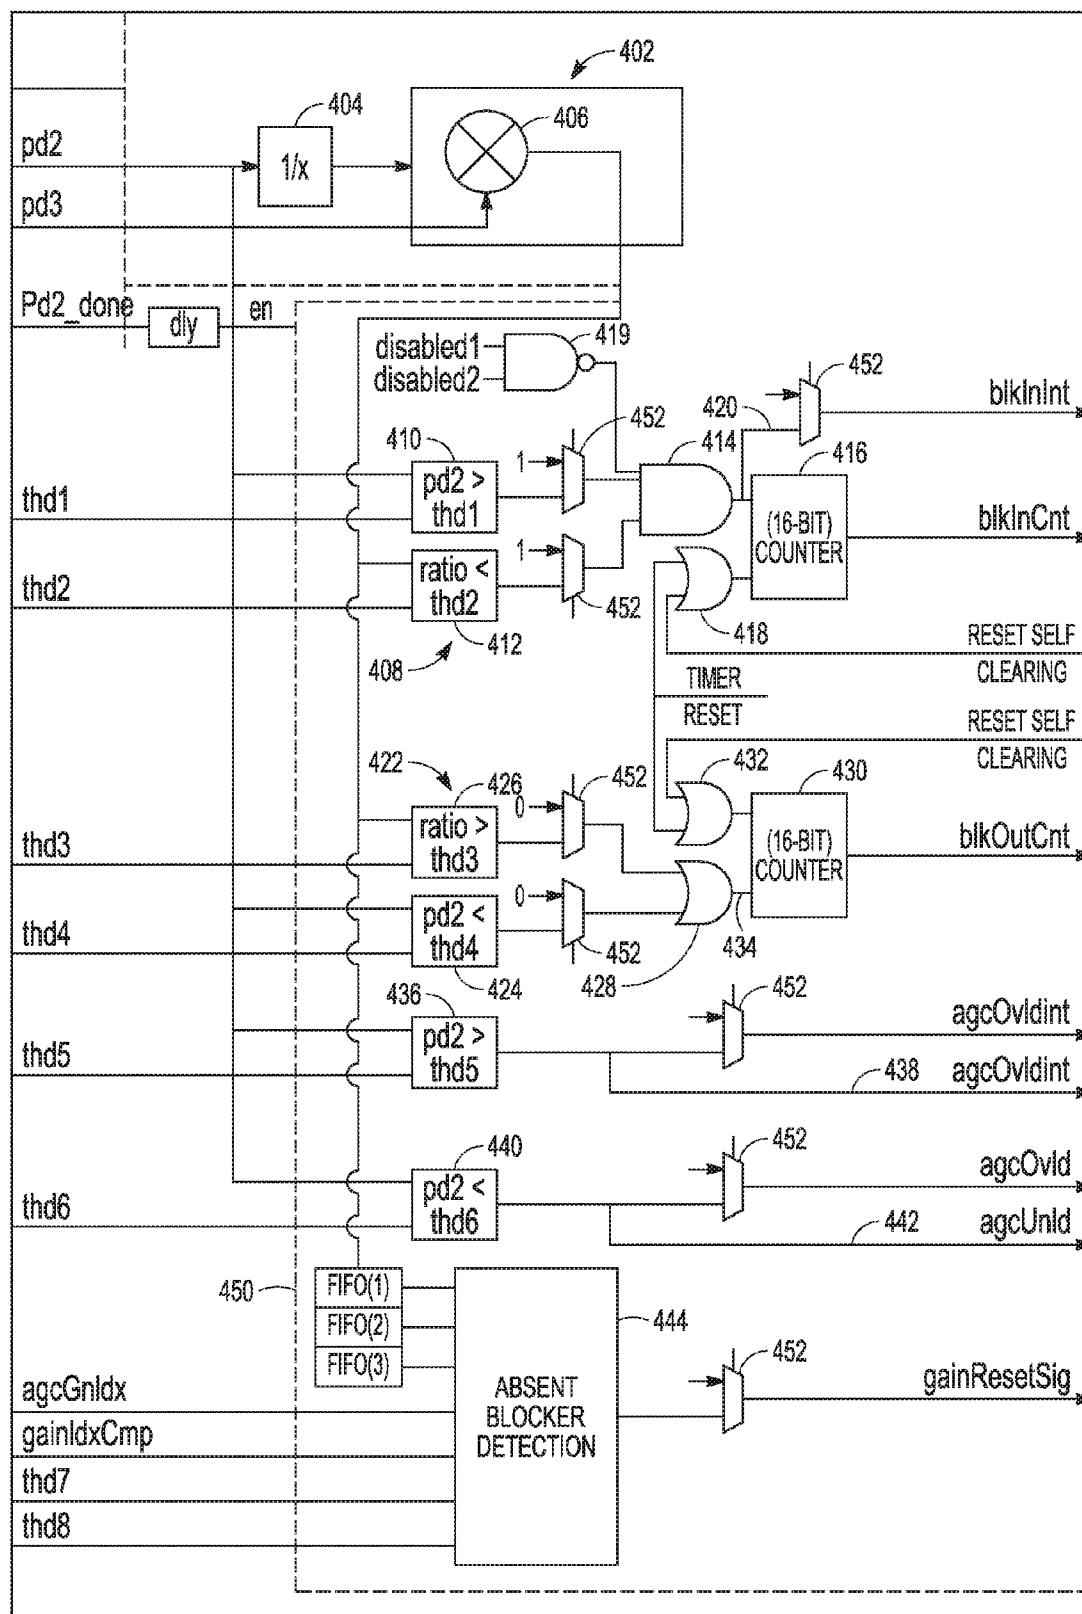 402
404
406
pd2
1/x
pd3
Pd2_done
dly
en
419
disabled1
disabled2
452
blkInInt
420
410
452
414
416
1
pd2 >
thd1
thd1
(16-BIT)
COUNTER
blkInCnt
1
ratio <
thd2
thd2
452
418
412
408
RESET SELF
CLEARING
TIMER
RESET
RESET SELF
CLEARING
422
426
452
432
430
0
ratio >
thd3
thd3
(16-BIT)
COUNTER
blkOutCnt
0
pd2 <
thd4
thd4
452
434
424
428
436
452
agcOvldint
pd2 >
thd5
thd5
438
agcOvldint
440
452
agcOvld
pd2 <
thd6
thd6
442
agcUnld
450
FIFO(1)
FIFO(2)
FIFO(3)
444
452
agcGnIdx
gainResetSig
ABSENT
BLOCKER
DETECTION
gainIdxCmp
thd7
thd8